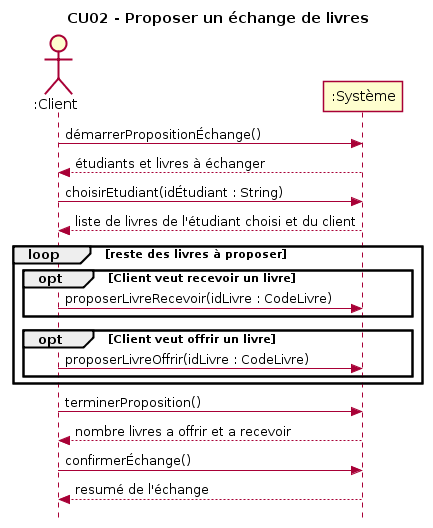 CU02 - Proposer un échange de livres
:Client
:Système
démarrerPropositionÉchange()
étudiants et livres à échanger
choisirEtudiant(idÉtudiant : String)
liste de livres de l'étudiant choisi et du client
loop [reste des livres à proposer]
opt [Client veut recevoir un livre]
proposerLivreRecevoir(idLivre : CodeLivre)
opt [Client veut offrir un livre]
proposerLivreOffrir(idLivre : CodeLivre)
terminerProposition()
nombre livres a offrir et a recevoir
confirmerÉchange()
resumé de l'échange